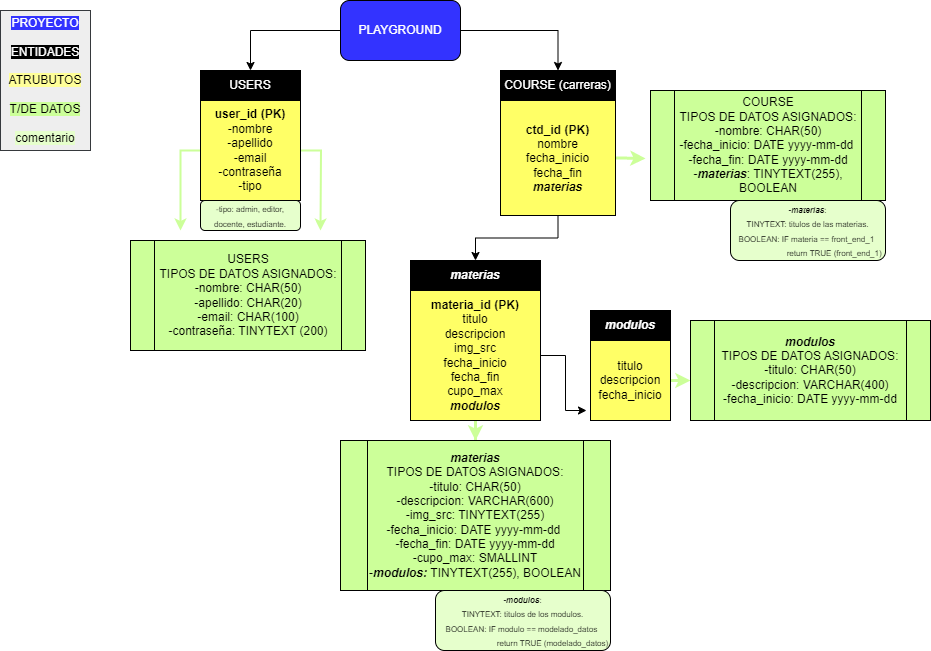 PROYECTO
ENTIDADES
ATRUBUTOS
T/DE DATOS
comentario
PLAYGROUND
USERS
user_id (PK)
-nombre
-apellido
-email
-contraseña
-tipo
-tipo: admin, editor,
docente, estudiante.
USERS
TIPOS DE DATOS ASIGNADOS:
-nombre: CHAR(50)
-apellido: CHAR(20)
-email: CHAR(100)
-contraseña: TINYTEXT (200)
COURSE (carreras)
ctd_id (PK)
nombre
fecha_inicio
fecha_fin
materias
COURSE
TIPOS DE DATOS ASIGNADOS:
-nombre: CHAR(50)
-fecha_inicio: DATE yyyy-mm-dd
-fecha_fin: DATE yyyy-mm-dd
-materias: TINYTEXT(255),
BOOLEAN
-materias:
TINYTEXT: titulos de las materias.
BOOLEAN: IF materia == front_end_1
return TRUE (front_end_1)
materias
materia_id (PK)
titulo
descripcion
img_src
fecha_inicio
fecha_fin
cupo_max
modulos
modulos
titulo
descripcion
fecha_inicio
modulos
TIPOS DE DATOS ASIGNADOS:
-titulo: CHAR(50)
-descripcion: VARCHAR(400)
-fecha_inicio: DATE yyyy-mm-dd
materias
TIPOS DE DATOS ASIGNADOS:
-titulo: CHAR(50)
-descripcion: VARCHAR(600)
-img_src: TINYTEXT(255)
-fecha_inicio: DATE yyyy-mm-dd
-fecha_fin: DATE yyyy-mm-dd
-cupo_max: SMALLINT
-modulos: TINYTEXT(255), BOOLEAN
-modulos:
TINYTEXT: titulos de los modulos.
BOOLEAN: IF modulo == modelado_datos
return TRUE (modelado_datos)